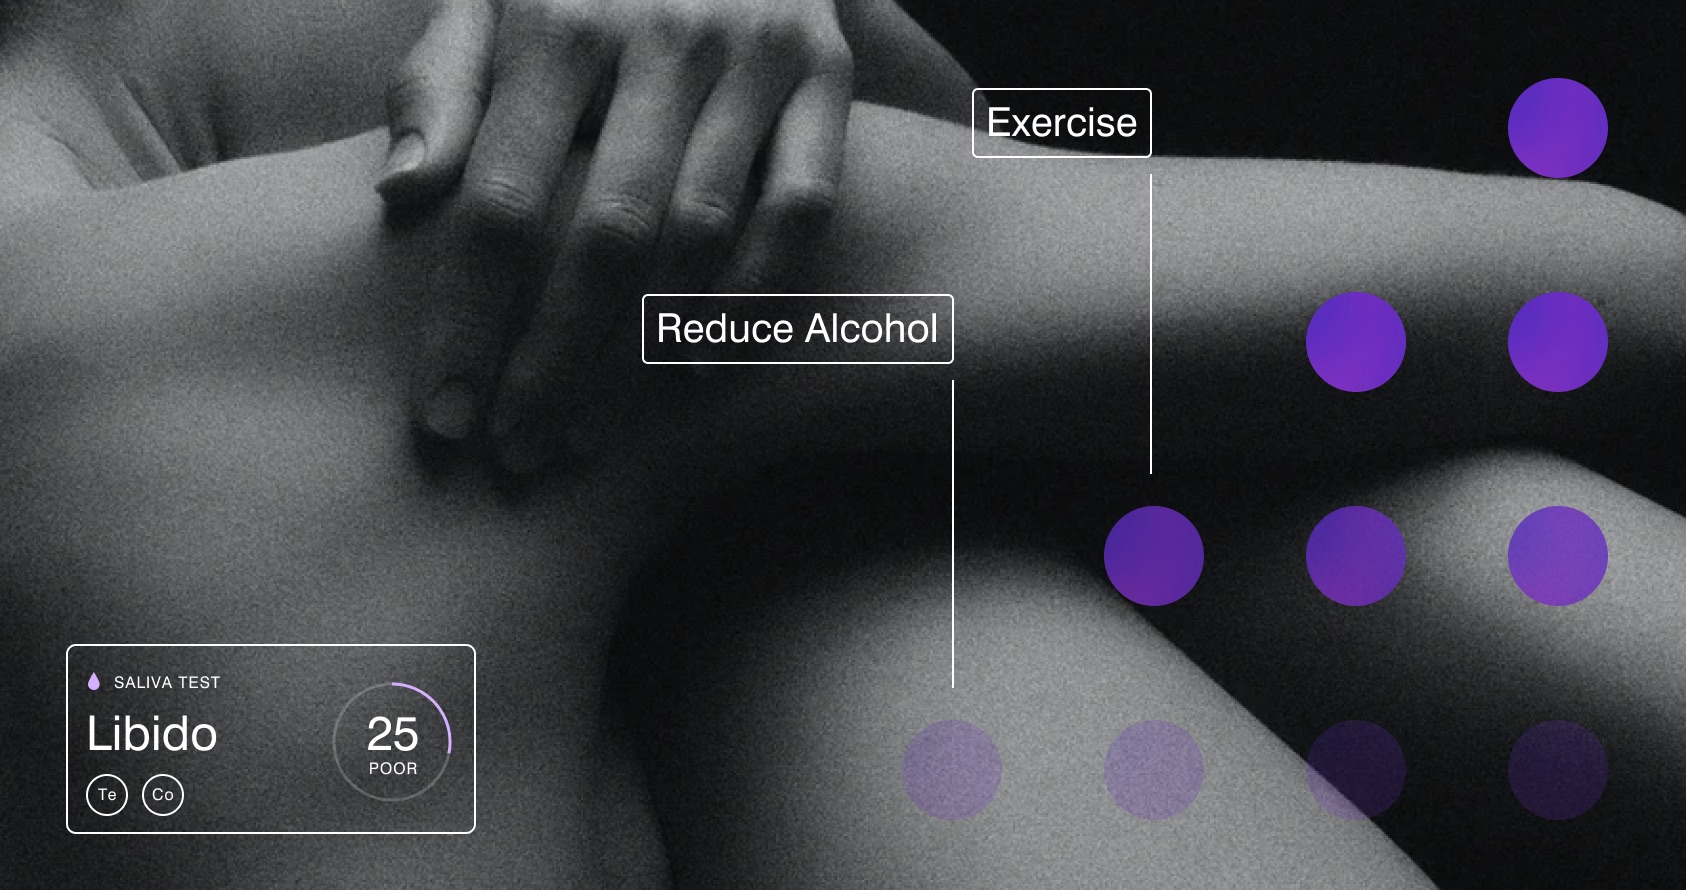 Exercise
Reduce Alcohol
SALIVA TEST
Libido
25
POOR
Te
Co